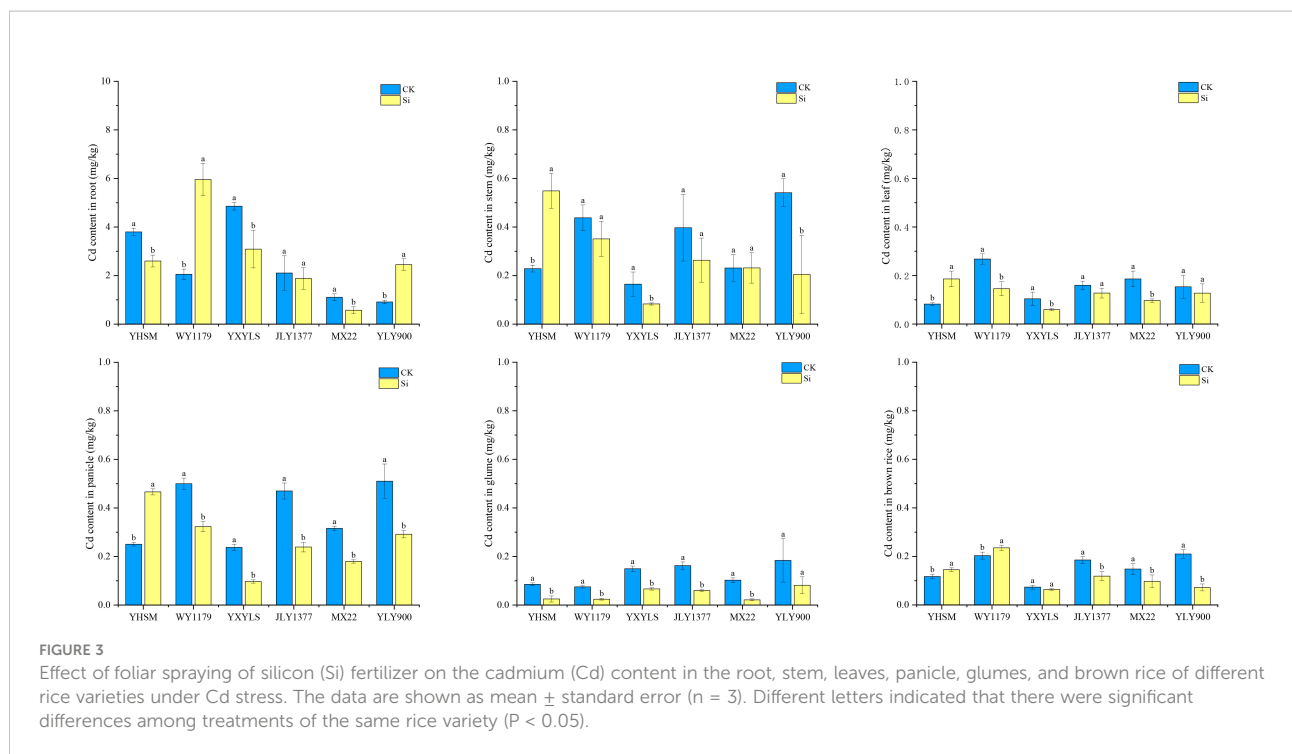 10
8
6
4
2
0
Cd content in root (mg/kg)
CK
Si
a b b a a b a a a b b a
YHSM WY1179 YXYLS JLY1377 MX22 YLY900
1.0
0.8
0.6
0.4
0.2
0.0
Cd content in stem (mg/kg)
CK
Si
b a a a a a a a a a a b
YHSM WY1179 YXYLS JLY1377 MX22 YLY900
1. 0
0. 8
0. 6
0. 4
0. 2
0. 0
Cd content in leaf (mg/kg)
CK
Si
b a a b a b a a a b a a
YHSM WY1179 YXYLS JLY1377 MX22 YLY900
1.0
0.8
0.6
0.4
0.2
0.0
Cd content in panicle (mg/kg)
CK
Si
b a a b a b a b a b a b
YHSM WY1179 YXYLS JLY1377 MX22 YLY900
1.0
0.8
0.6
0.4
0.2
0.0
Cd content in glume (mg/kg)
CK
Si
a b a b a b a b a b a a
YHSM WY1179 YXYLS JLY1377 MX22 YLY900
1.0
0.8
0.6
0.4
0.2
0.0
Cd content in brown rice (mg/kg)
CK
Si
b a b a a a a b a b a b
YHSM WY1179 YXYLS JLY1377 MX22 YLY900
FIGURE 3
Effect of foliar spraying of silicon (Si) fertilizer on the cadmium (Cd) content in the root, stem, leaves, panicle, glumes, and brown rice of different
rice varieties under Cd stress. The data are shown as mean ± standard error (n = 3). Different letters indicated that there were significant
differences among treatments of the same rice variety (P < 0.05).